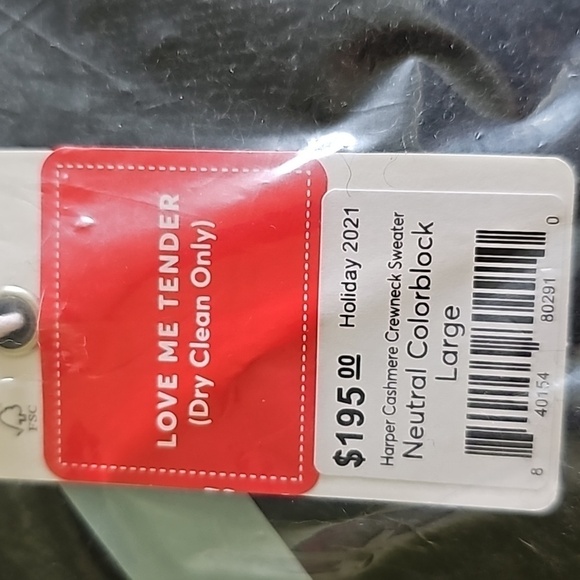 FSC
LOVE ME TENDER
(Dry Clean Only)
$195.00 Holiday 2021
Harper Cashmere Crewneck Sweater
Neutral Colorblock
Large
8 40154 80291 0